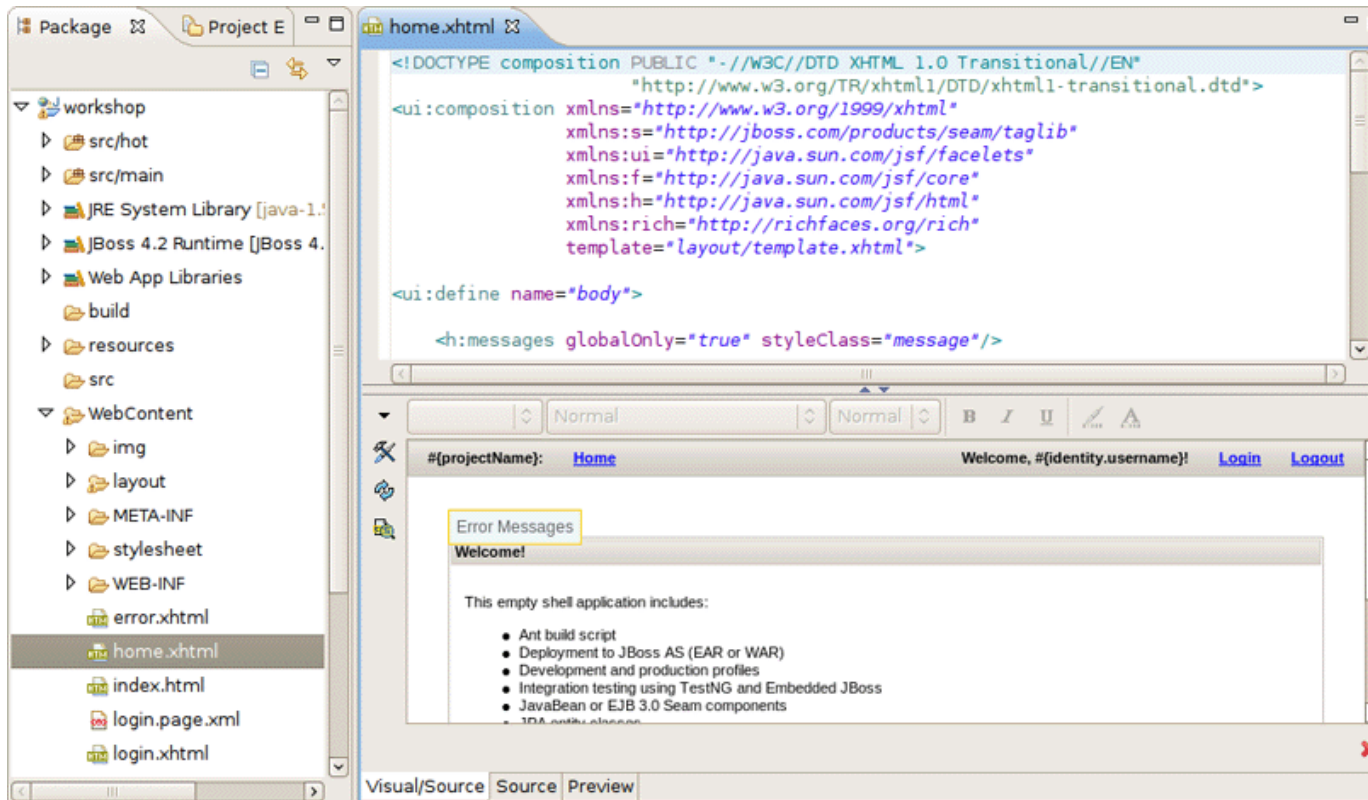 Package
Project E
workshop
src/hot
src/main
JRE System Library [java-1.
JBoss 4.2 Runtime [JBoss 4.
Web App Libraries
build
resources
src
WebContent
img
layout
META-INF
stylesheet
WEB-INF
error.xhtml
home.xhtml
index.html
login.page.xml
login.xhtml
home.xhtml
<!DOCTYPE composition PUBLIC "-//W3C//DTD XHTML 1.0 Transitional//EN"
"http://www.w3.org/TR/xhtml1/DTD/xhtml1-transitional.dtd">
<ui:composition xmlns="http://www.w3.org/1999/xhtml"
xmlns:s="http://jboss.com/products/seam/taglib"
xmlns:ui="http://java.sun.com/jsf/facelets"
xmlns:f="http://java.sun.com/jsf/core"
xmlns:h="http://java.sun.com/jsf/html"
xmlns:rich="http://richfaces.org/rich"
template="layout/template.xhtml">
<ui:define name="body">
<h:messages globalOnly="true" styleClass="message"/>
Normal Normal B I U A
#{projectName}: Home Welcome, #{identity.username}! Login Logout
Error Messages
Welcome!
This empty shell application includes:
Ant build script
Deployment to JBoss AS (EAR or WAR)
Development and production profiles
Integration testing using TestNG and Embedded JBoss
JavaBean or EJB 3.0 Seam components
JPA entity classes
Visual/Source Source Preview